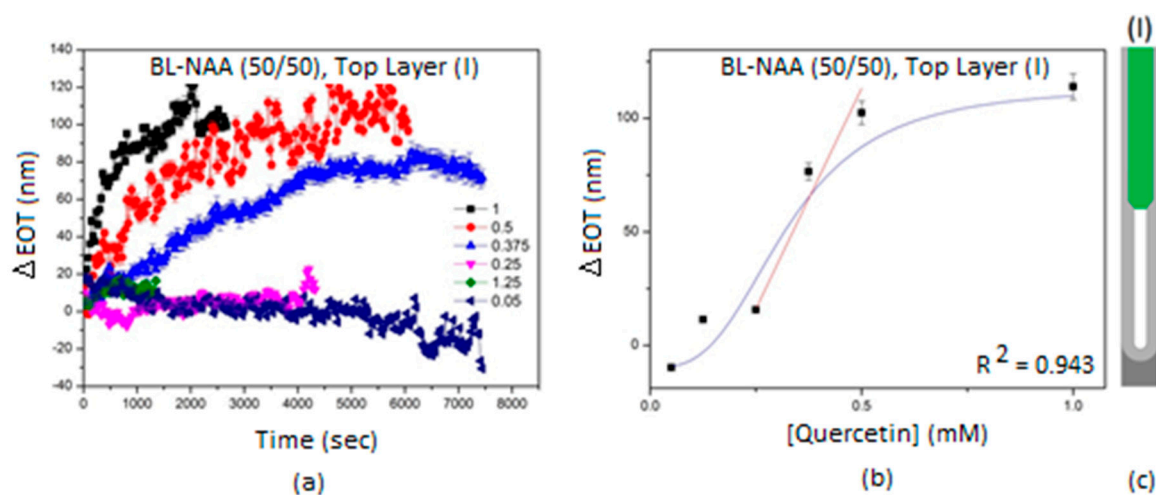 BL-NAA (50/50), Top Layer (I)
Δ EOT (nm)
140
120
100
80
60
40
20
0
-20
-40
1
0.5
0.375
0.25
1.25
0.05
0 1000 2000 3000 4000 5000 6000 7000 8000
Time (sec)
(a)
BL-NAA (50/50), Top Layer (I)
Δ EOT (nm)
100
50
0
R² = 0.943
0.0 0.5 1.0
[Quercetin] (mM)
(b)
(I)
(c)